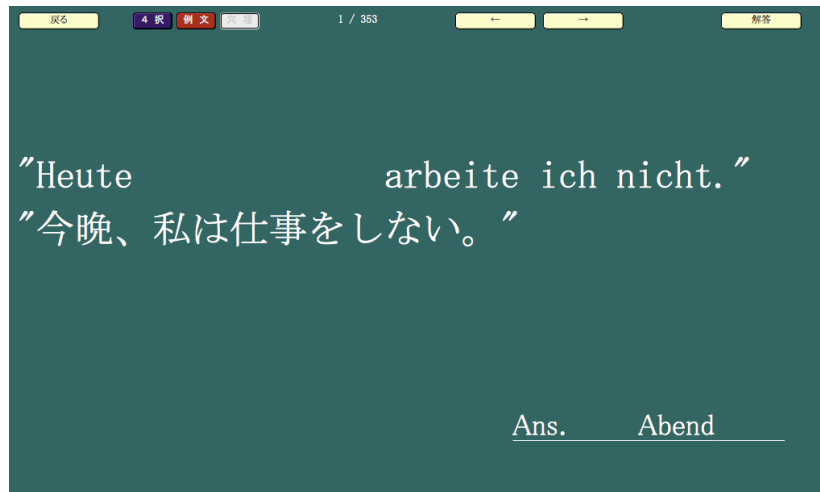 戻る 4択 例文 穴埋 1 / 353 ← → 解答
"Heute arbeite ich nicht."
"今晩、私は仕事をしない。"
Ans. Abend